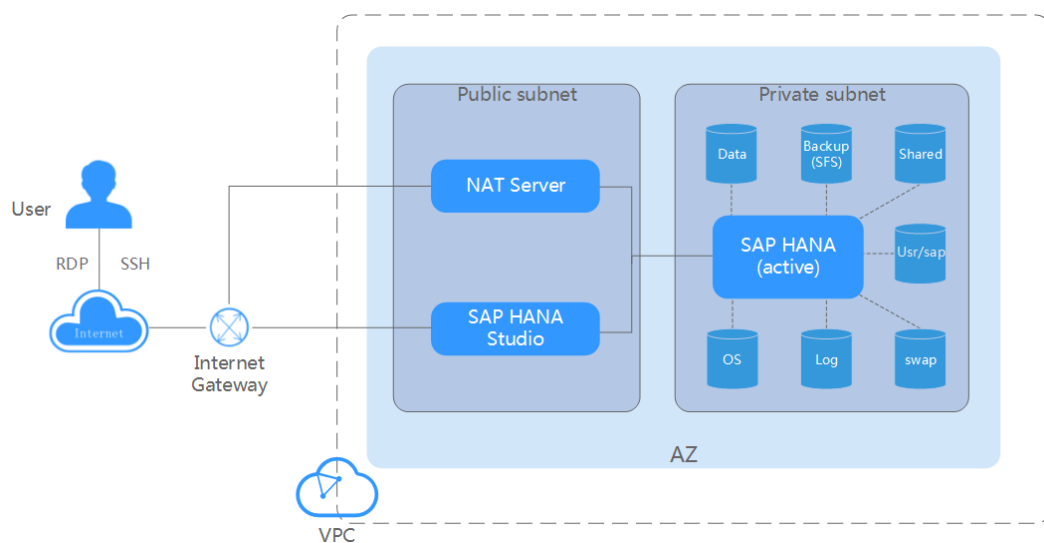 Public subnet
Private subnet
Data
Backup
(SFS)
Shared
NAT Server
User
SAP HANA
(active)
Usr/sap
RDP
SSH
Internet
SAP HANA
Studio
Internet
Gateway
OS
Log
swap
AZ
VPC